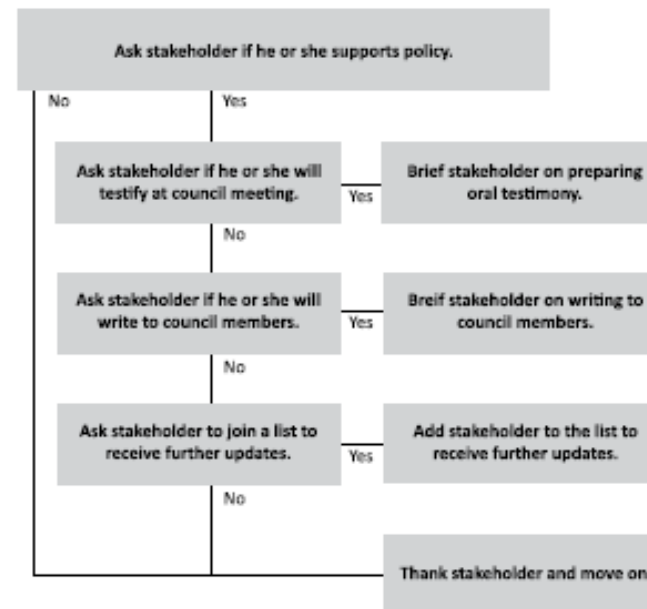 Ask stakeholder if he or she supports policy.
No
Yes
Ask stakeholder if he or she will
testify at council meeting.
Yes
Brief stakeholder on preparing
oral testimony.
No
Ask stakeholder if he or she will
write to council members.
Yes
Breif stakeholder on writing to
council members.
No
Ask stakeholder to join a list to
receive further updates.
Yes
Add stakeholder to the list to
receive further updates.
No
Thank stakeholder and move on